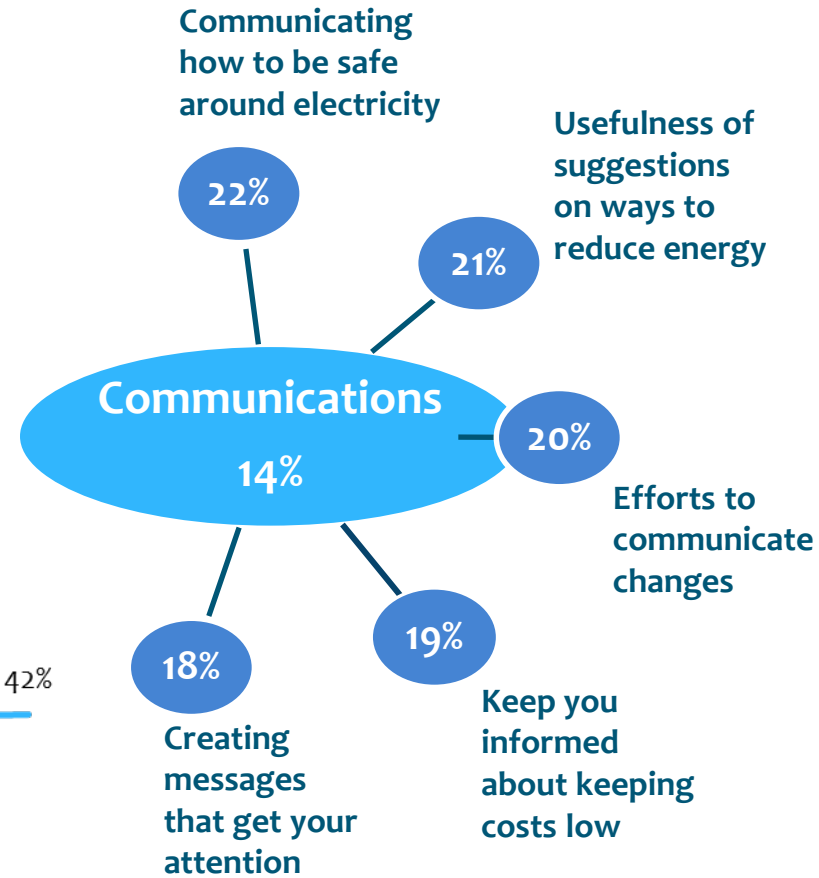 Communicating
how to be safe
around electricity
22%
Usefulness of
suggestions
on ways to
reduce energy
21%
Communications
14%
20%
Efforts to
communicate
changes
19%
Keep you
informed
about keeping
costs low
18%
Creating
messages
that get your
attention
42%